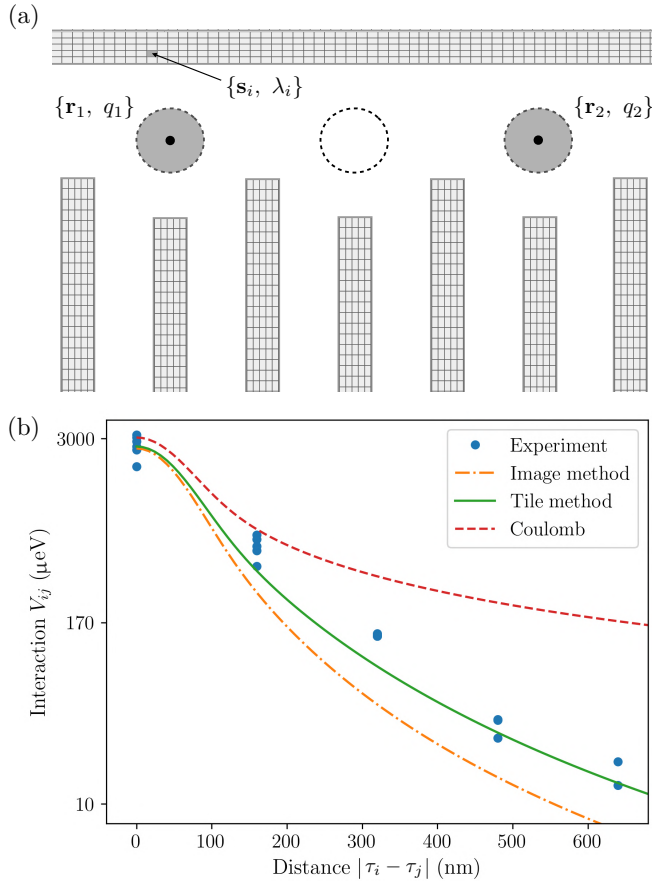 (a)
{s_i, λ_i}
{r_1, q_1}
{r_2, q_2}
(b)
3000
170
10
Interaction V_ij (μeV)
Experiment
Image method
Tile method
Coulomb
0
100
200
300
400
500
600
Distance |τ_i − τ_j| (nm)